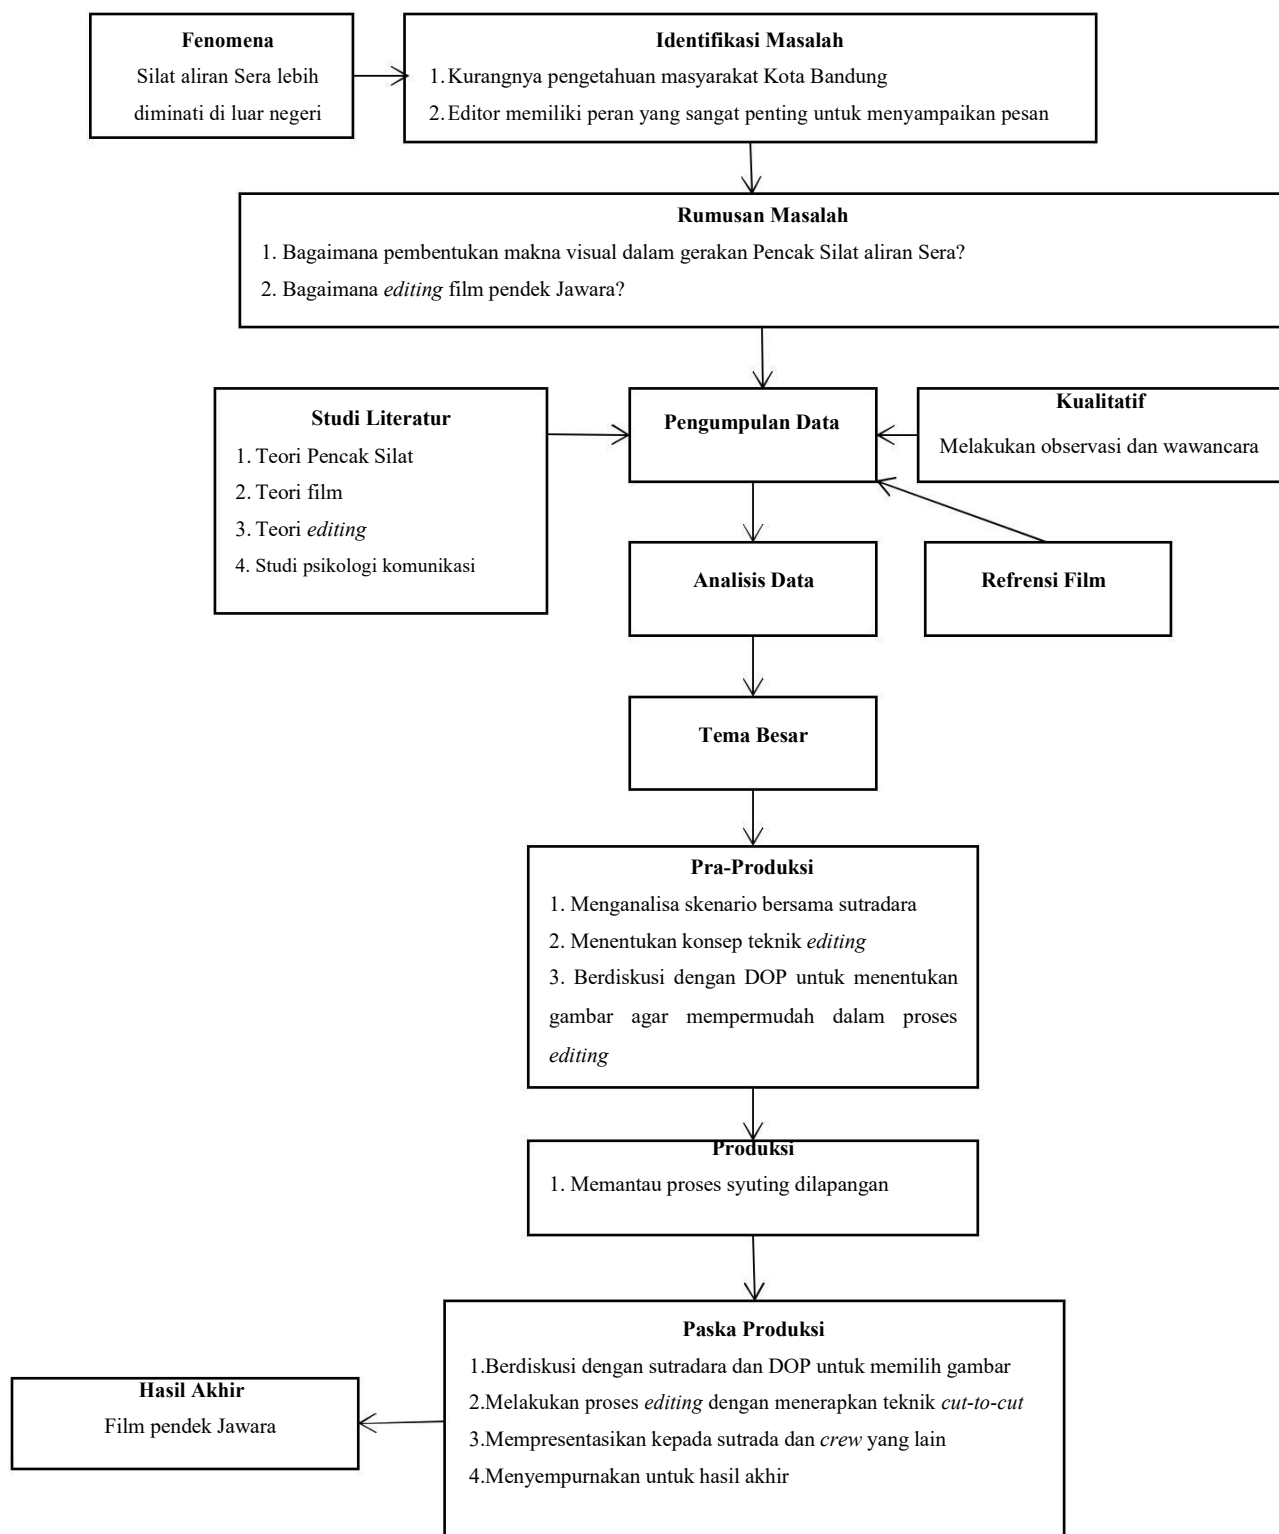 Fenomena
Silat aliran Sera lebih
diminati di luar negeri
Identifikasi Masalah
1. Kurangnya pengetahuan masyarakat Kota Bandung
2. Editor memiliki peran yang sangat penting untuk menyampaikan pesan
Rumusan Masalah
1. Bagaimana pembentukan makna visual dalam gerakan Pencak Silat aliran Sera?
2. Bagaimana editing film pendek Jawara?
Studi Literatur
1. Teori Pencak Silat
2. Teori film
3. Teori editing
4. Studi psikologi komunikasi
Pengumpulan Data
Kualitatif
Melakukan observasi dan wawancara
Analisis Data
Refrensi Film
Tema Besar
Pra-Produksi
1. Menganalisa skenario bersama sutradara
2. Menentukan konsep teknik editing
3. Berdiskusi dengan DOP untuk menentukan
gambar agar mempermudah dalam proses
editing
Produksi
1. Memantau proses syuting dilapangan
Paska Produksi
1.Berdiskusi dengan sutradara dan DOP untuk memilih gambar
2.Melakukan proses editing dengan menerapkan teknik cut-to-cut
3.Mempresentasikan kepada sutrada dan crew yang lain
4.Menyempurnakan untuk hasil akhir
Hasil Akhir
Film pendek Jawara